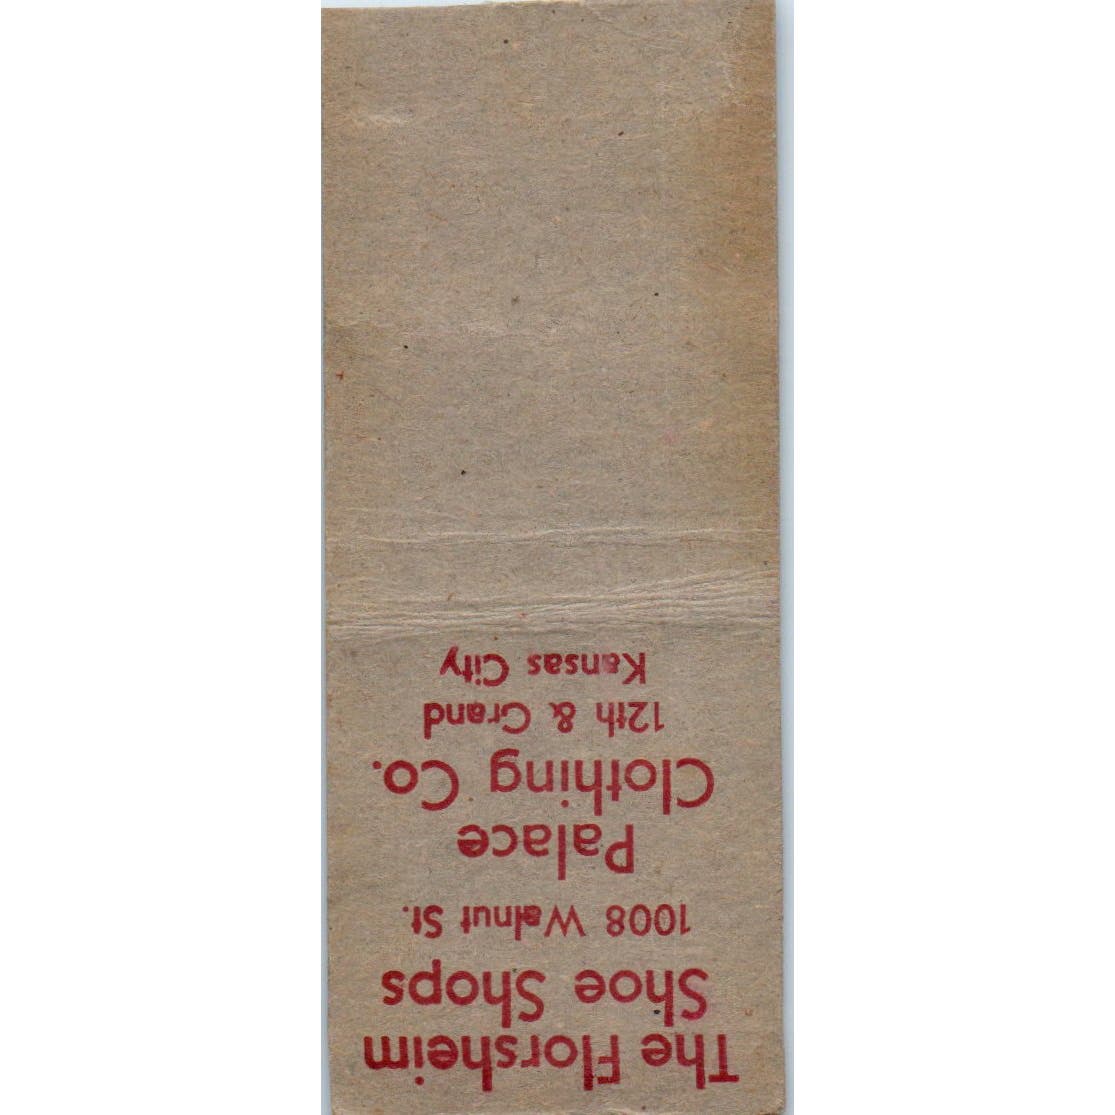 The Florsheim
Shoe Shops
1008 Walnut St.
Palace
Clothing Co.
12th & Grand
Kansas City